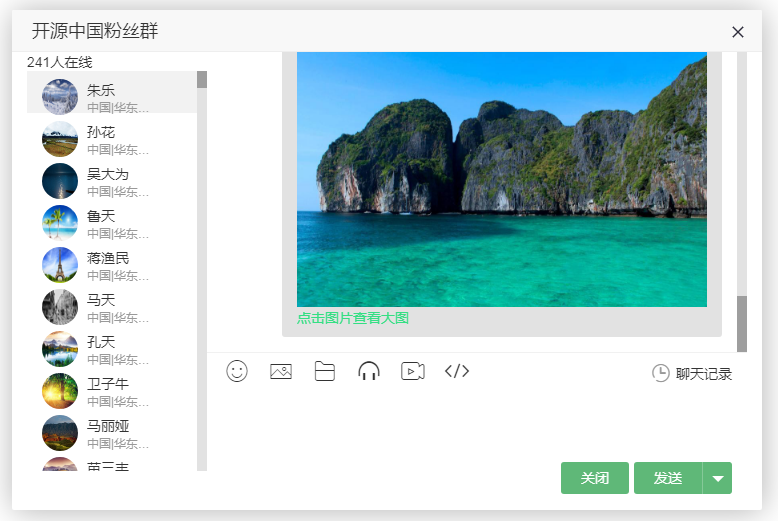 开源中国粉丝群
241人在线
朱乐
中国|华东...
孙花
中国|华东...
吴大为
中国|华东...
鲁天
中国|华东...
蒋渔民
中国|华东...
马天
中国|华东...
孔天
中国|华东...
卫子牛
中国|华东...
马丽娅
中国|华东...
苗三丰
点击图片查看大图
聊天记录
关闭
发送